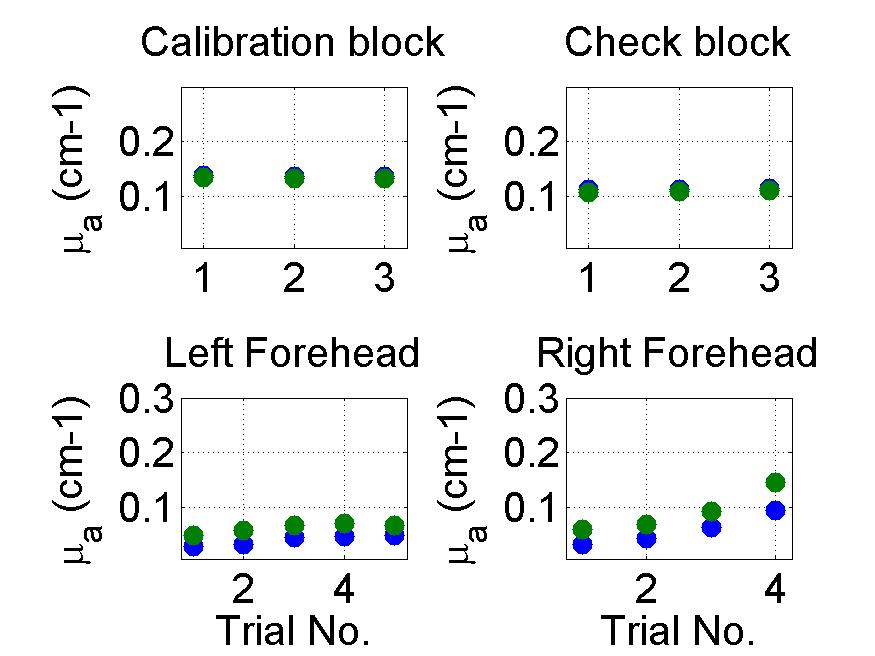 Calibration block
μa (cm-1)
0.2
0.1
1 2 3
Check block
μa (cm-1)
0.2
0.1
1 2 3
Left Forehead
μa (cm-1)
0.3
0.2
0.1
2 4
Trial No.
Right Forehead
μa (cm-1)
0.3
0.2
0.1
2 4
Trial No.